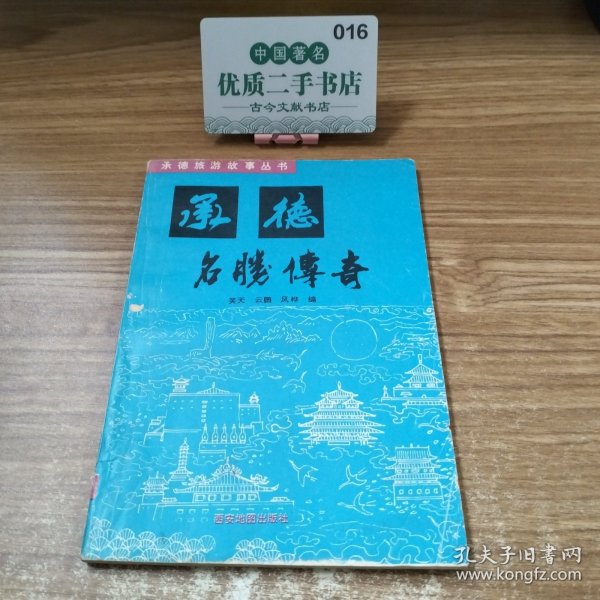 016
中国著名
优质二手书店
古今文献书店
承德旅游故事丛书
承德
名勝傳奇
笑天 云鹏 风桦 编
西安地图出版社
孔夫子旧书网
www.kongfz.com